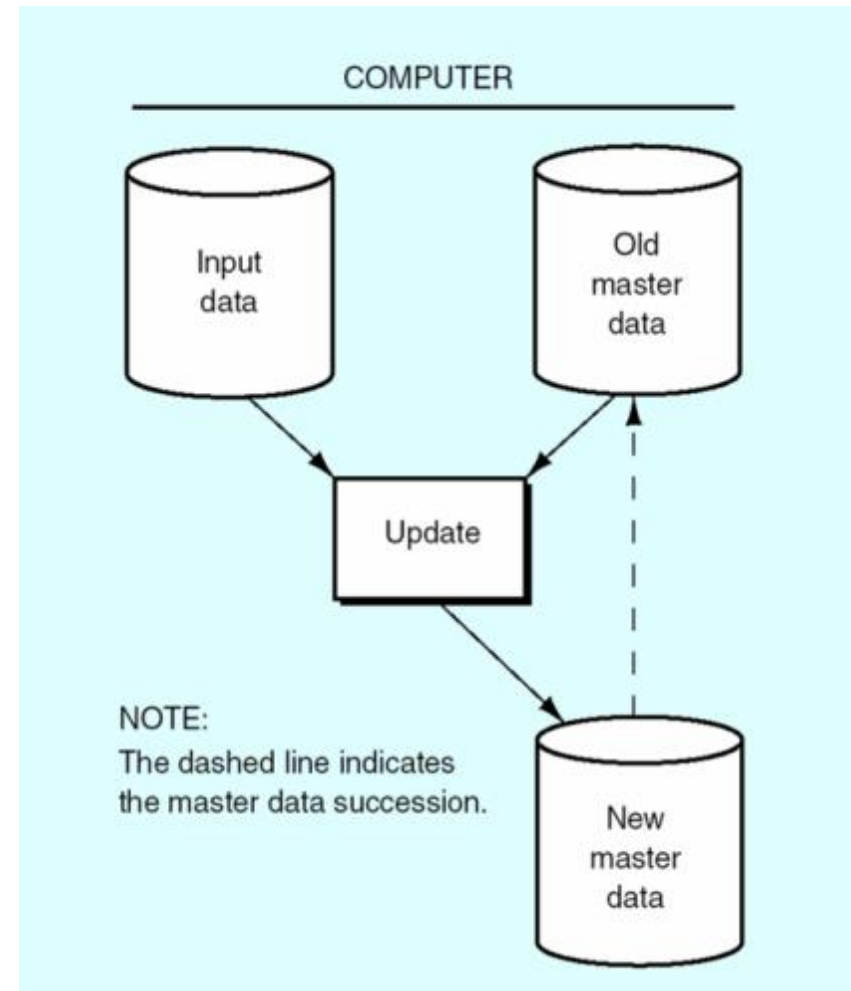 COMPUTER
Input
data
Old
master
data
Update
NOTE:
The dashed line indicates
the master data succession.
New
master
data